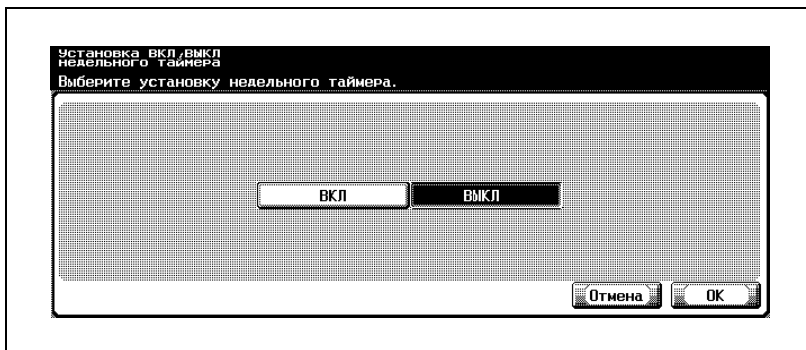 Установка ВКЛ/ВЫКЛ
недельного таймера
Выберите установку недельного таймера.
ВКЛ ВЫКЛ
Отмена OK